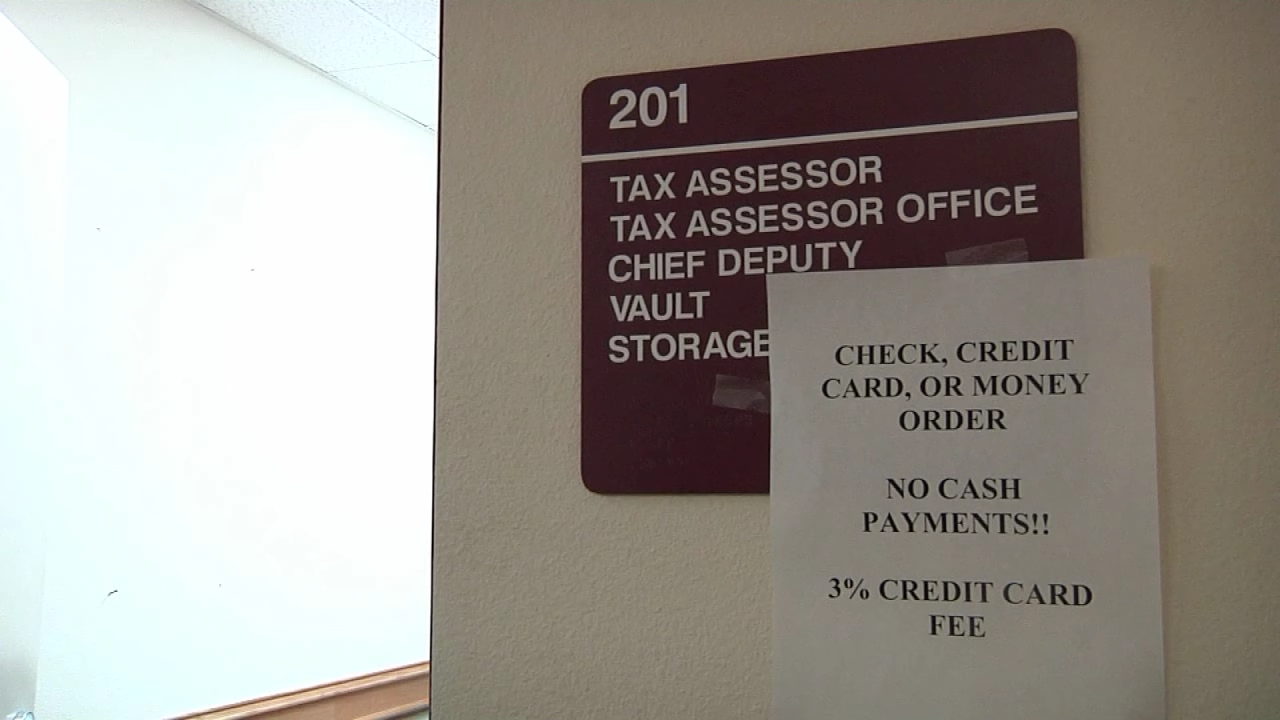 201
TAX ASSESSOR
TAX ASSESSOR OFFICE
CHIEF DEPUTY
VAULT
STORAGE
CHECK, CREDIT
CARD, OR MONEY
ORDER
NO CASH
PAYMENTS!!
3% CREDIT CARD
FEE